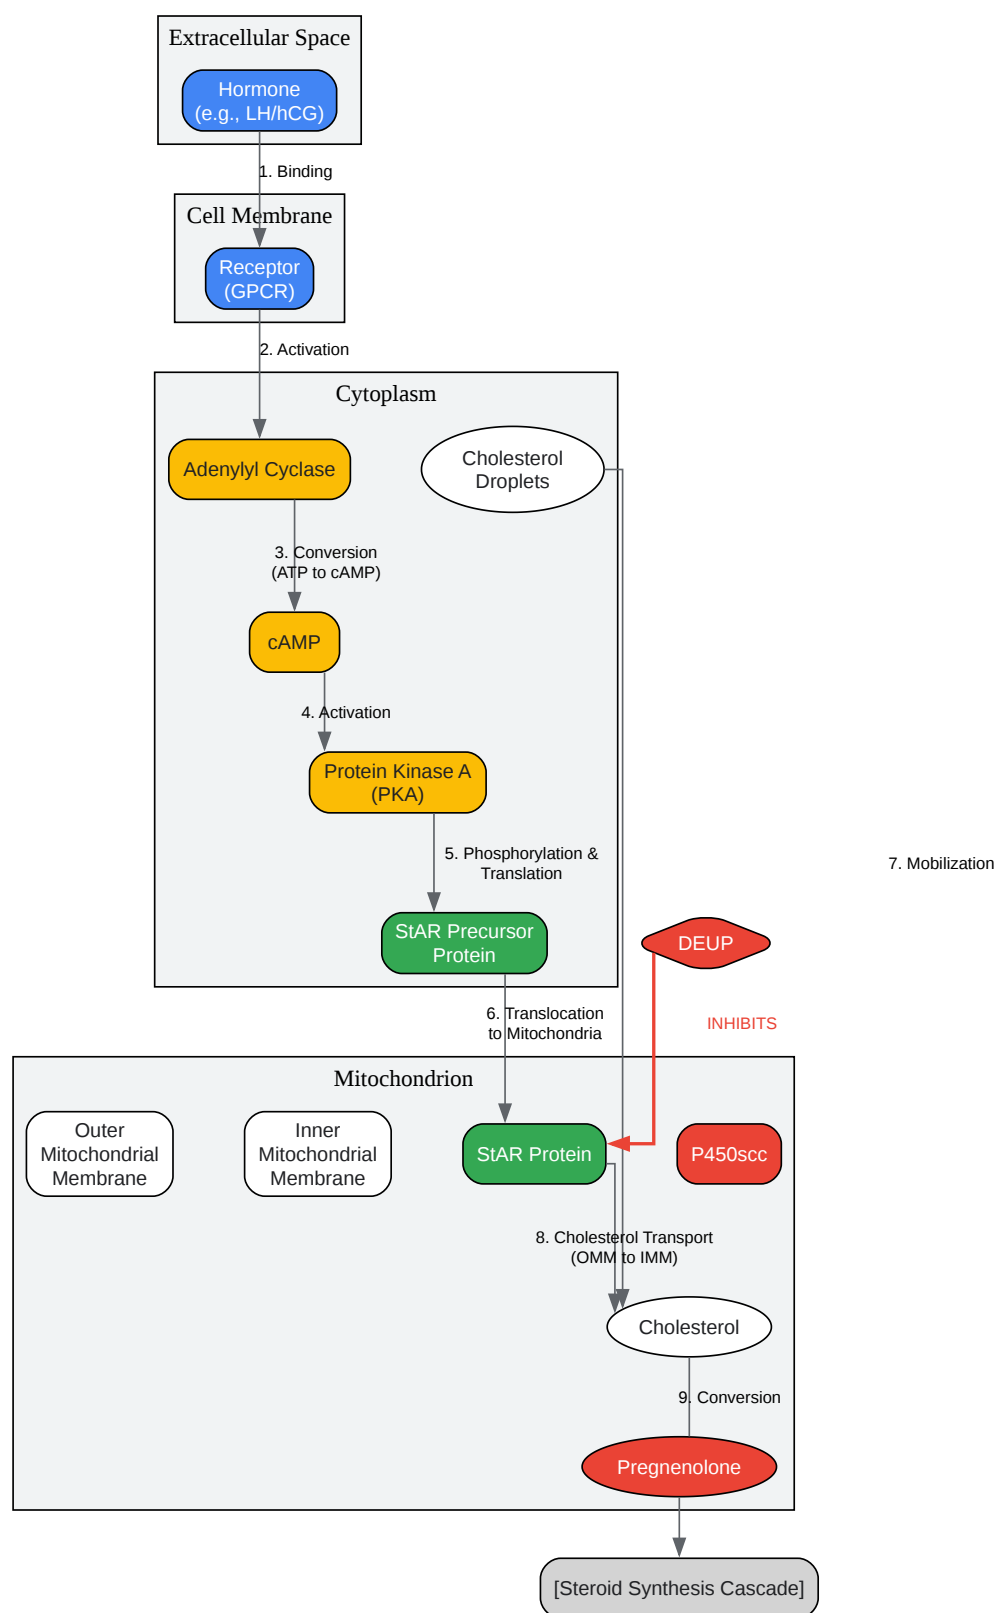 Extracellular Space
Hormone
(e.g., LH/hCG)
1. Binding
Cell Membrane
Receptor
(GPCR)
2. Activation
Cytoplasm
Adenylyl Cyclase
Cholesterol
Droplets
3. Conversion
(ATP to cAMP)
cAMP
4. Activation
Protein Kinase A
(PKA)
5. Phosphorylation &
Translation
7. Mobilization
StAR Precursor
Protein
DEUP
6. Translocation
to Mitochondria
INHIBITS
Mitochondrion
Outer
Mitochondrial
Membrane
Inner
Mitochondrial
Membrane
StAR Protein
P450scc
8. Cholesterol Transport
(OMM to IMM)
Cholesterol
9. Conversion
Pregnenolone
[Steroid Synthesis Cascade]